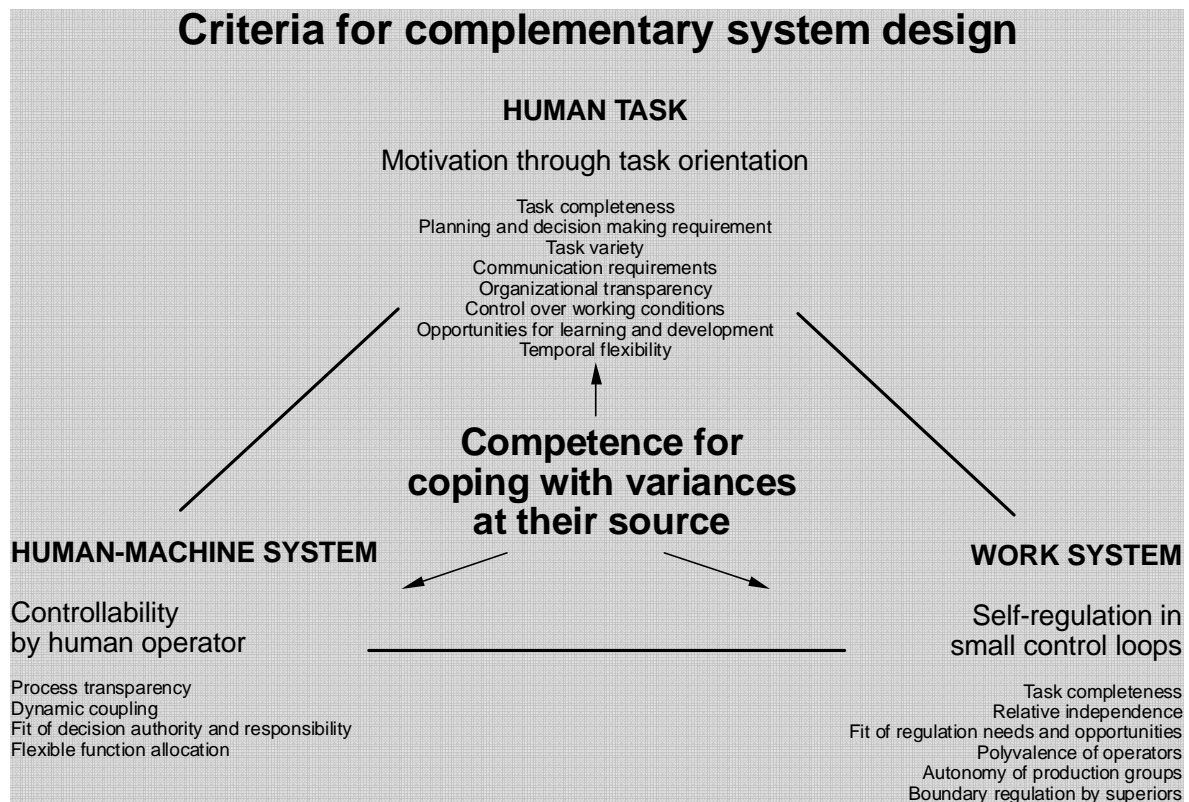 Criteria for complementary system design
HUMAN TASK
Motivation through task orientation
Task completeness
Planning and decision making requirement
Task variety
Communication requirements
Organizational transparency
Control over working conditions
Opportunities for learning and development
Temporal flexibility
Competence for
coping with variances
at their source
HUMAN-MACHINE SYSTEM
Controllability
by human operator
Process transparency
Dynamic coupling
Fit of decision authority and responsibility
Flexible function allocation
WORK SYSTEM
Self-regulation in
small control loops
Task completeness
Relative independence
Fit of regulation needs and opportunities
Polyvalence of operators
Autonomy of production groups
Boundary regulation by superiors